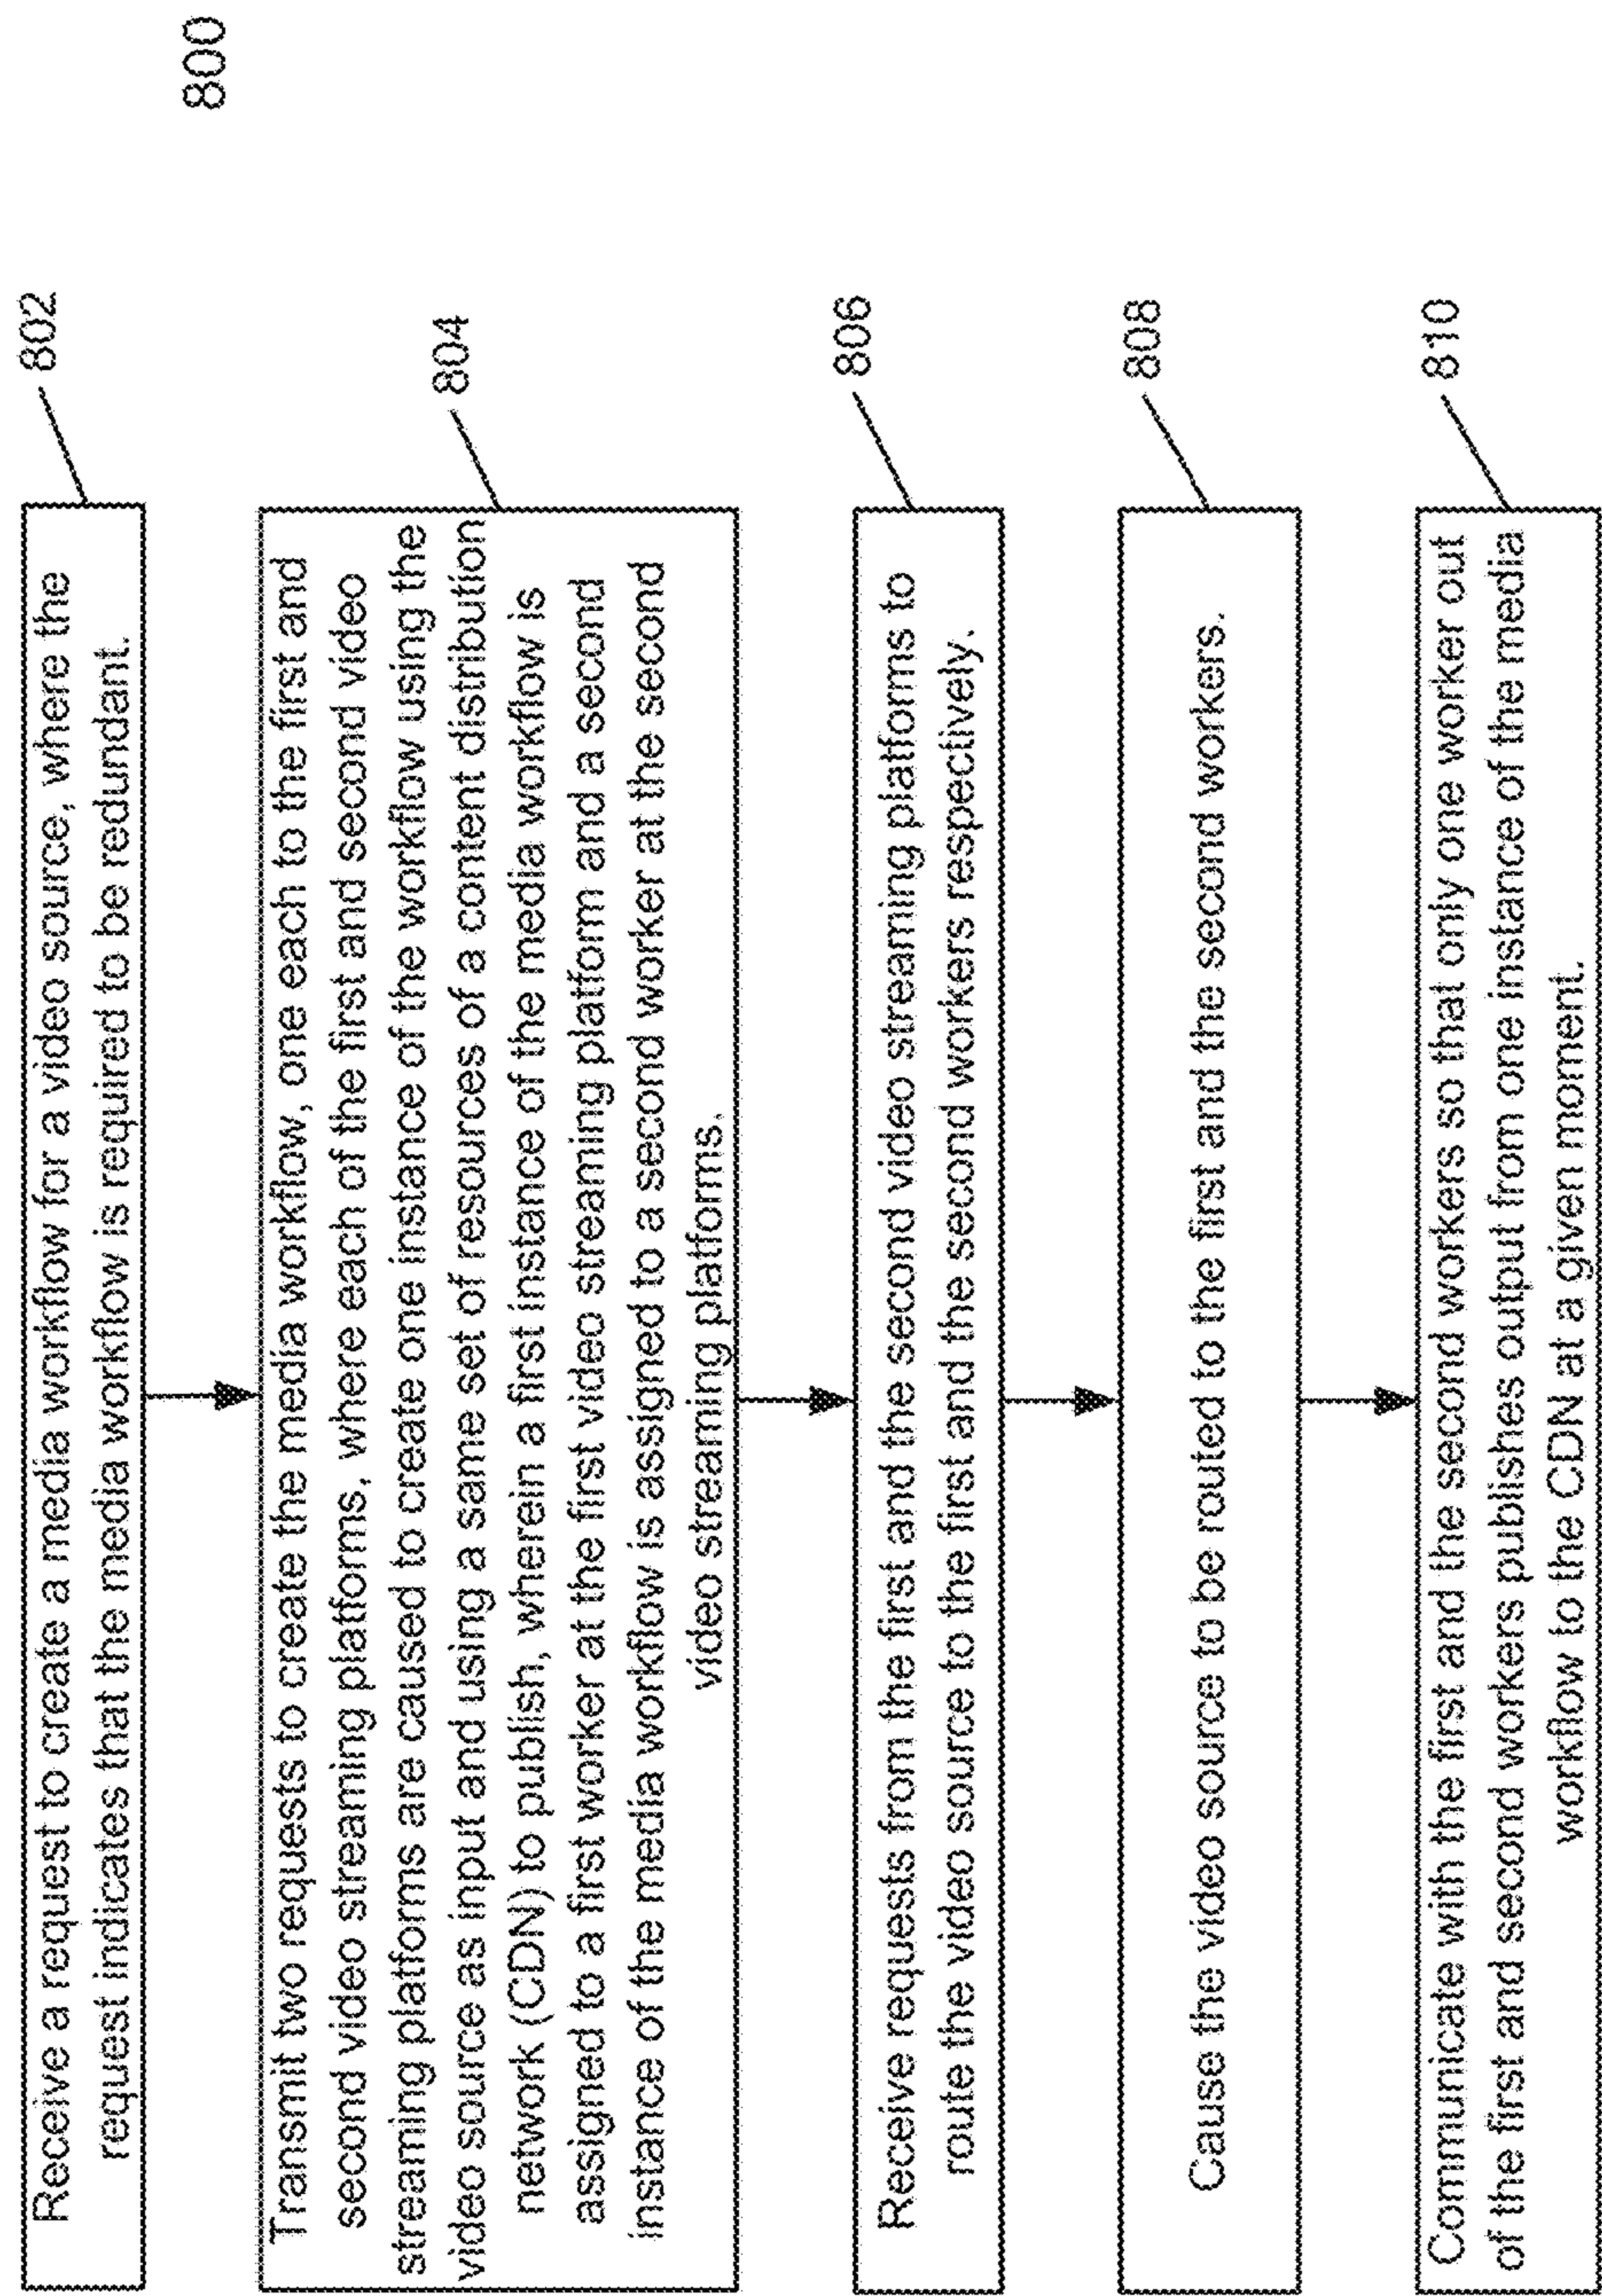 800
Receive a request to create a media workflow for a video source, where the
request indicates that the media workflow is required to be redundant.
802
Transmit two requests to create the media workflow, one each to the first and
second video streaming platforms, where each of the first and second video
streaming platforms are caused to create one instance of the workflow using the
video source as input and using a same set of resources of a content distribution
network (CDN) to publish, wherein a first instance of the media workflow is
assigned to a first worker at the first video streaming platform and a second
instance of the media workflow is assigned to a second worker at the second
video streaming platforms.
804
Receive requests from the first and the second video streaming platforms to
route the video source to the first and the second workers respectively.
806
Cause the video source to be routed to the first and the second workers.
808
Communicate with the first and the second workers so that only one worker out
of the first and second workers publishes output from one instance of the media
workflow to the CDN at a given moment.
810